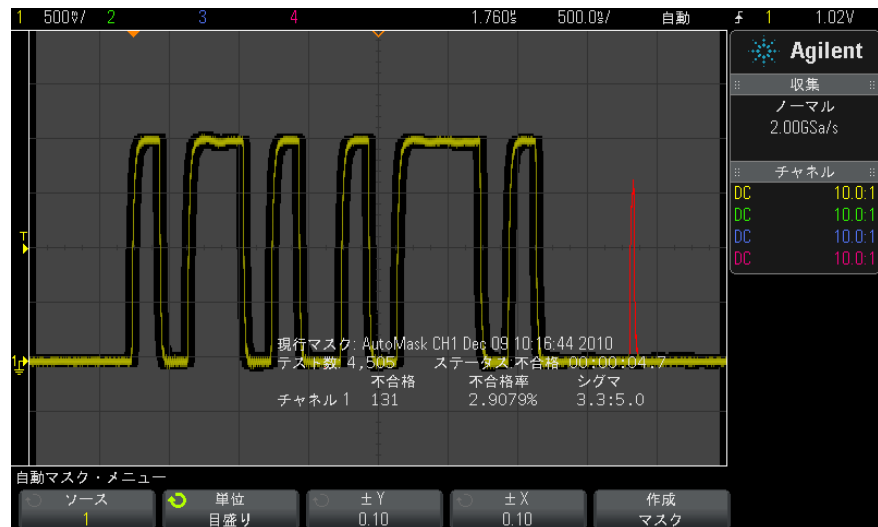 1 500▽/ 2 3 4 1.760s 500.0s/ 自動 1 1.02V
Agilent
収集
ノーマル
2.00GSa/s
チャネル
DC 10.0:1
DC 10.0:1
DC 10.0:1
DC 10.0:1
T
1
現行マスク: AutoMask CH1 Dec 09 10:16:44 2010
テスト数: 4,505 ステータス:不合格 00:00:04.7
不合格 不合格率 シグマ
チャネル 1 131 2.9079% 3.3:5.0
自動マスク・メニュー
ソース 単位 ± Y ± X 作成
1 目盛り 0.10 0.10 マスク